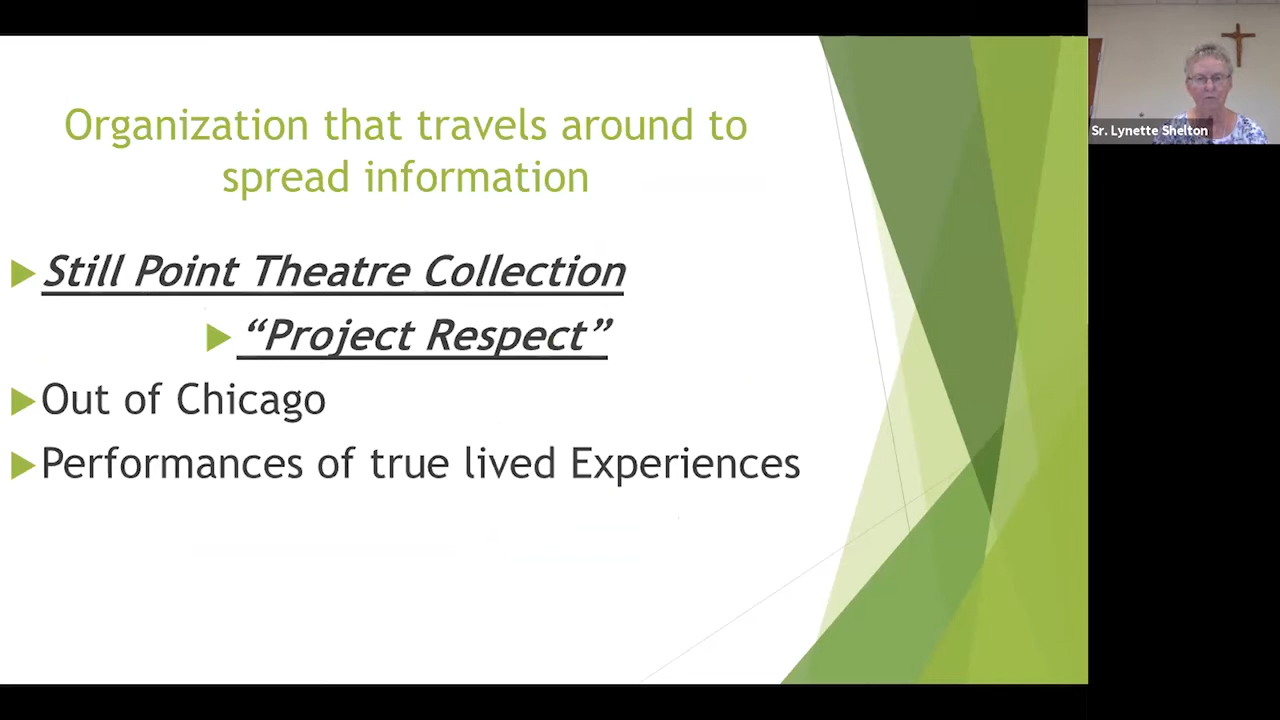 Organization that travels around to
spread information
Still Point Theatre Collection
“Project Respect”
Out of Chicago
Performances of true lived Experiences
Sr. Lynette Shelton